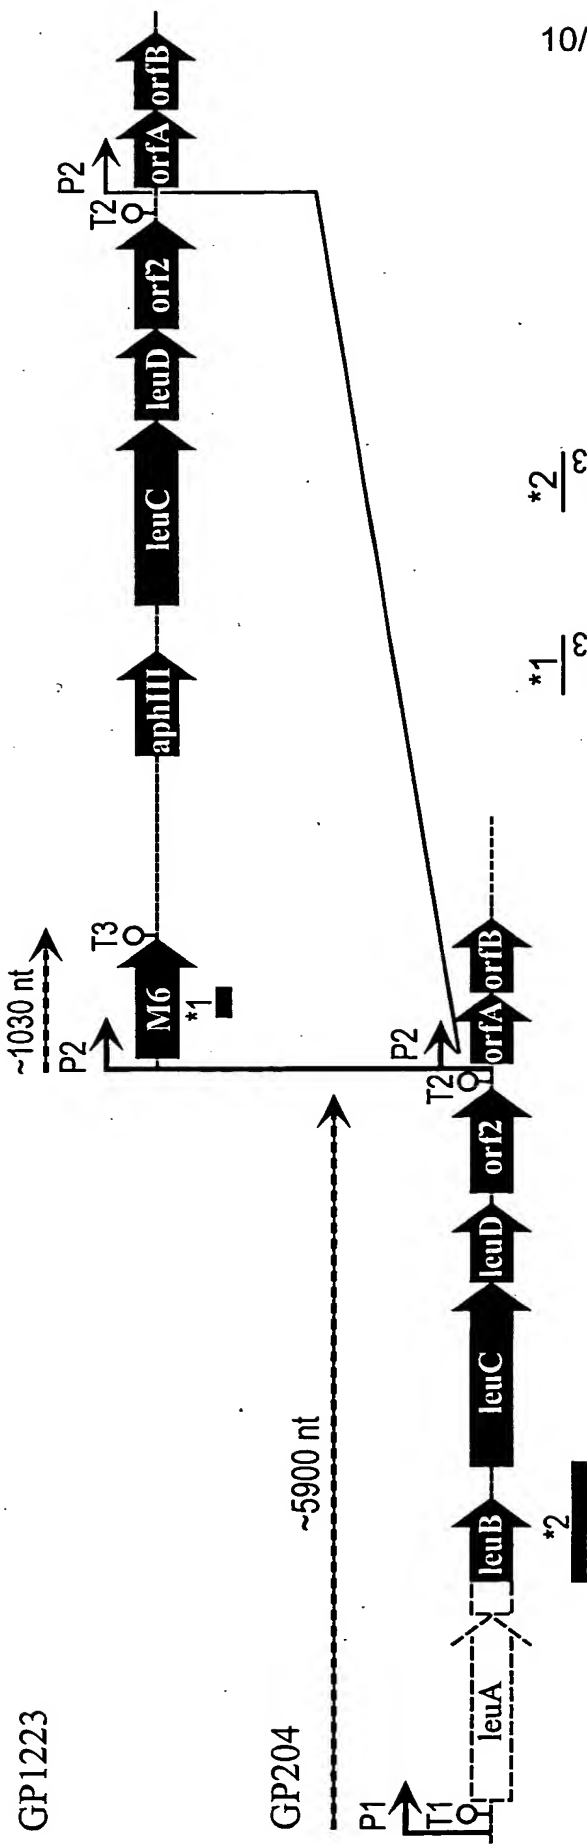 10/
GP1223
~1030 nt
P2 T3 T2 P2
M6 aphIII leuC leuD orf2 orfA orfB
*1
GP204
~5900 nt
P1 T1 T2 P2
leuA leuB leuC leuD orf2 orfA orfB
*2
*1 *2
ε ε